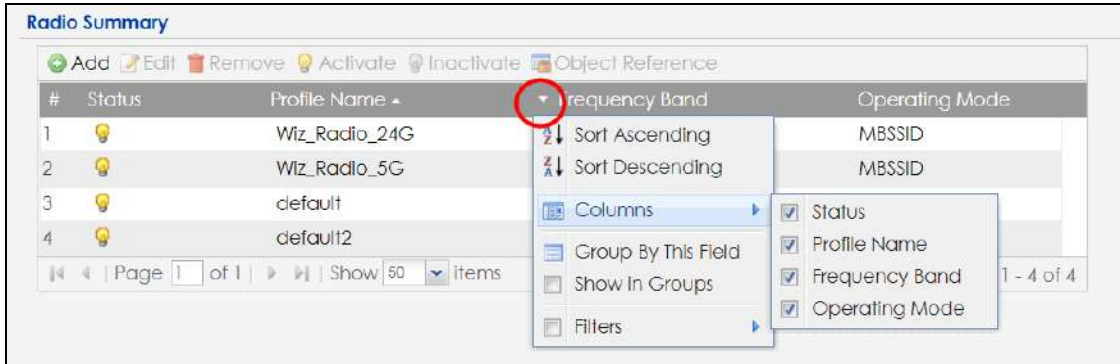 Radio Summary
Add Edit Remove Activate Inactivate Object Reference
# Status Profile Name Frequency Band Operating Mode
1 Wiz_Radio_24G MBSSID
2 Wiz_Radio_5G MBSSID
3 default
4 default2
Page 1 of 1 Show 50 items 1 - 4 of 4
Sort Ascending
Sort Descending
Columns
Group By This Field
Show in Groups
Filters
Status
Profile Name
Frequency Band
Operating Mode